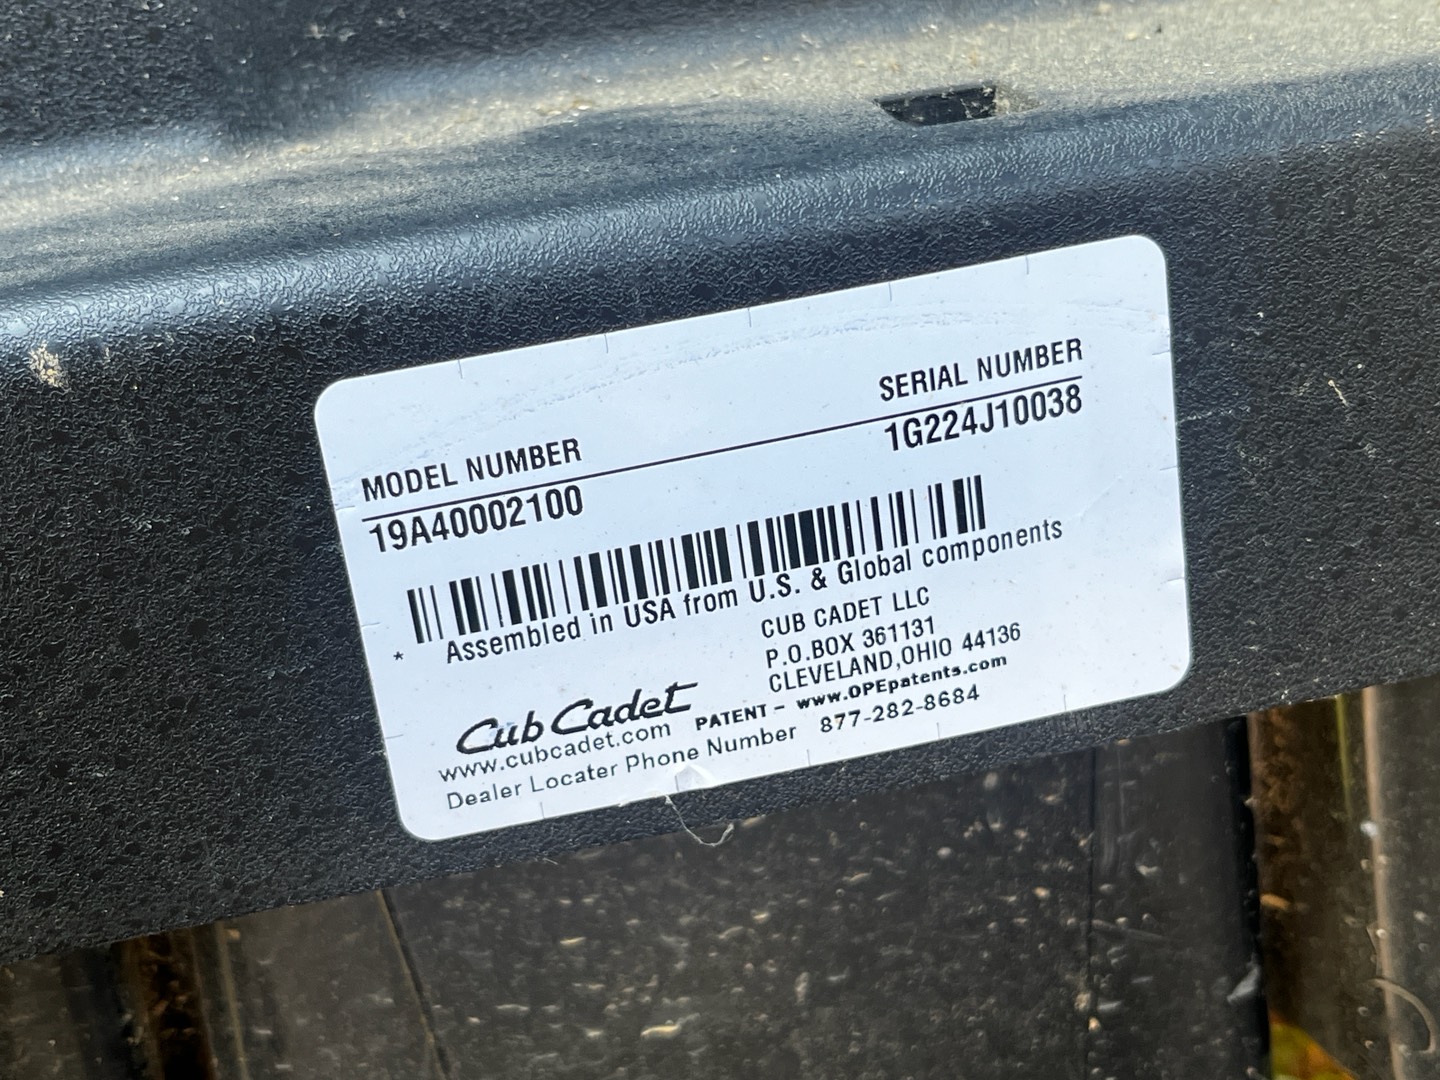 MODEL NUMBER
SERIAL NUMBER
19A40002100
1G224J10038
* Assembled in USA from U.S. & Global components
CUB CADET LLC
P.O.BOX 361131
CLEVELAND,OHIO 44136
Cub Cadet
PATENT - www.OPEpatents.com
www.cubcadet.com
Dealer Locater Phone Number 877-282-8684